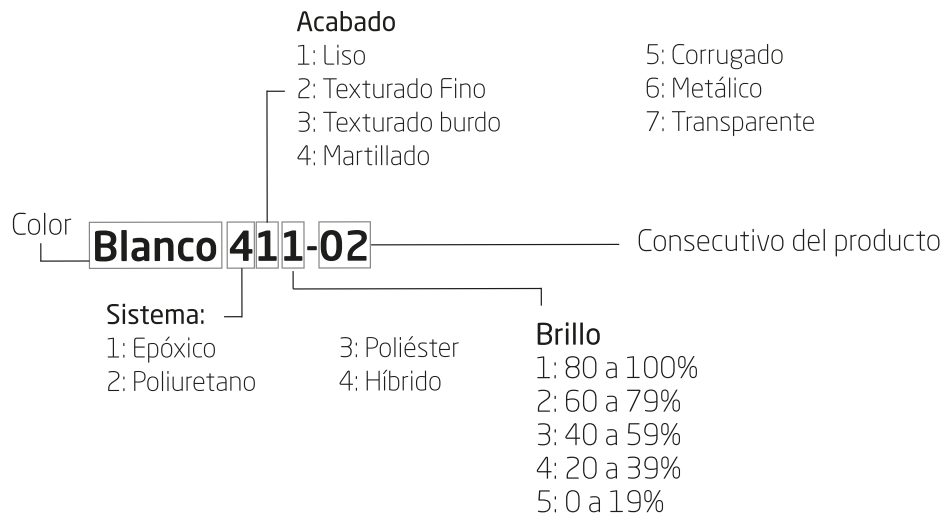 Acabado
1: Liso
2: Texturado Fino
3: Texturado burdo
4: Martillado
5: Corrugado
6: Metálico
7: Transparente
Color
Blanco 411-02
Consecutivo del producto
Sistema:
1: Epóxico
2: Poliuretano
3: Poliéster
4: Híbrido
Brillo
1: 80 a 100%
2: 60 a 79%
3: 40 a 59%
4: 20 a 39%
5: 0 a 19%